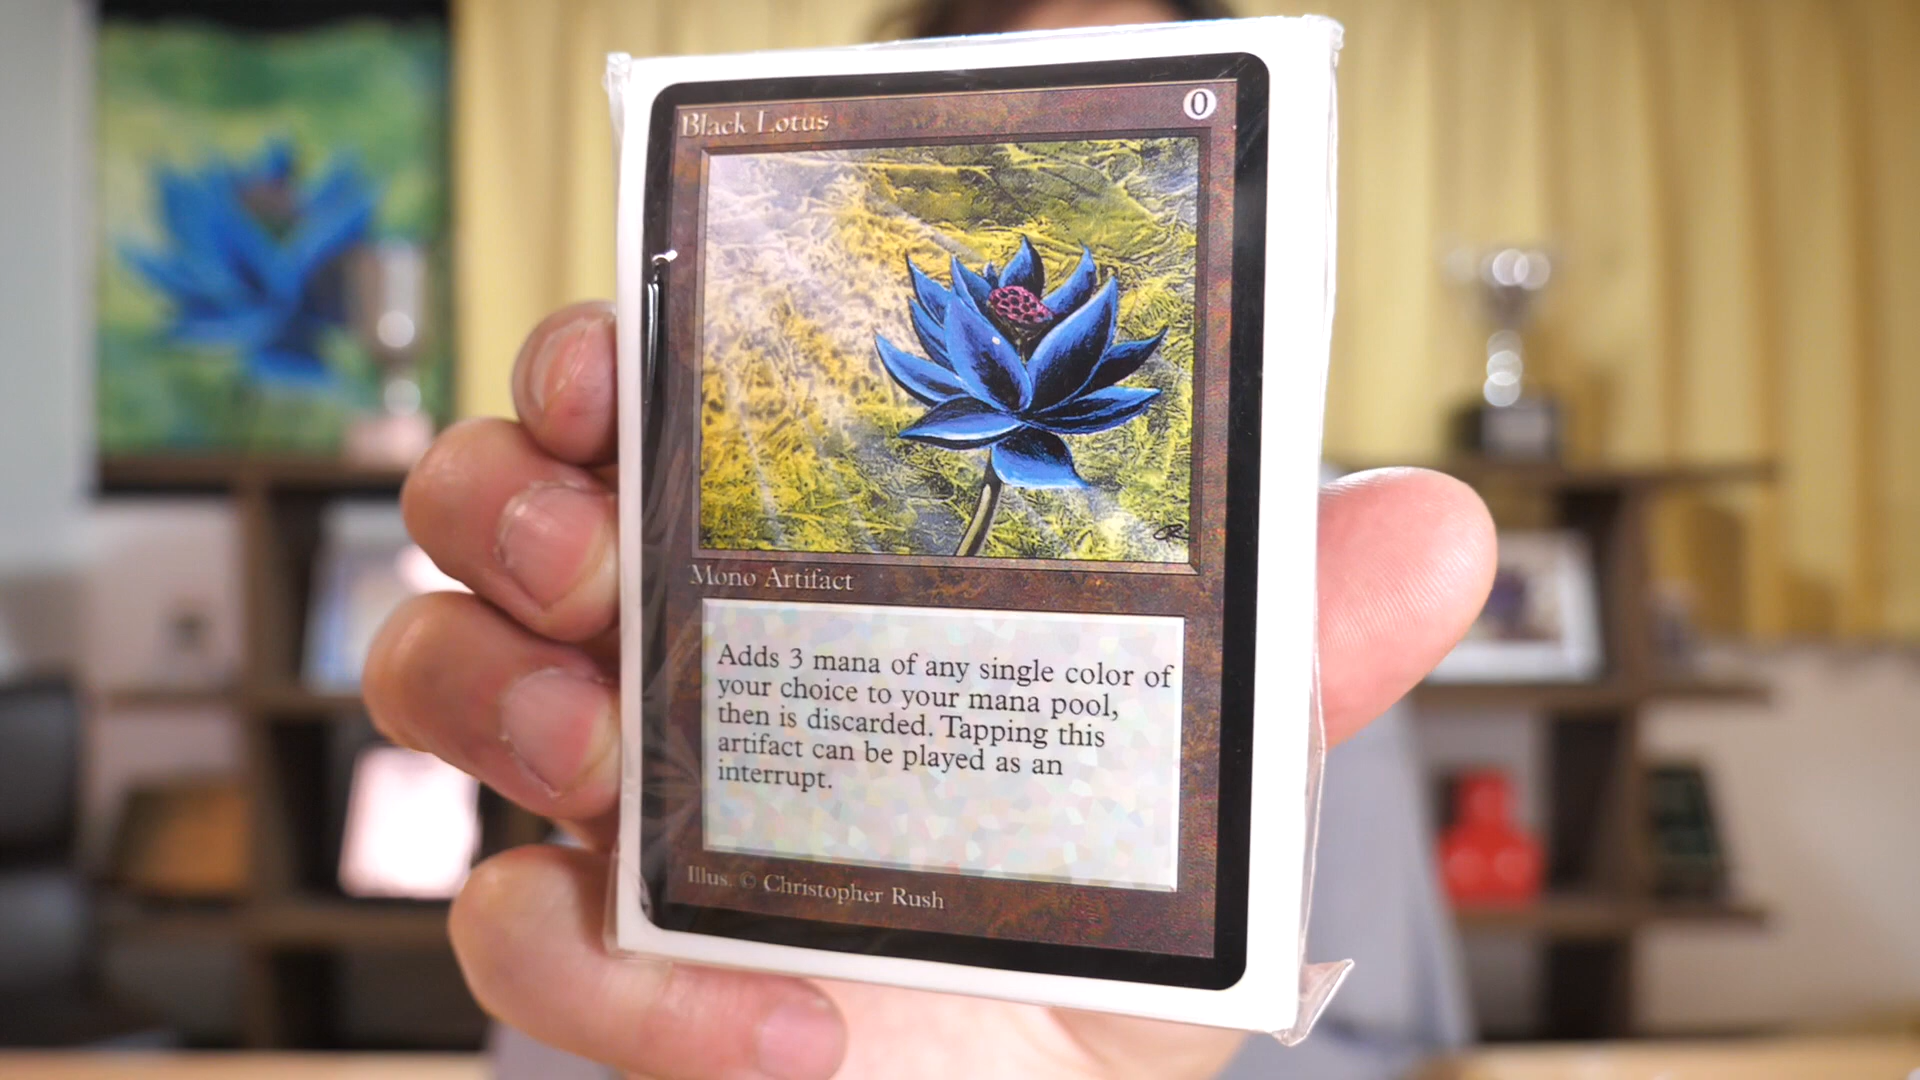 Black Lotus
0
Mono Artifact
Adds 3 mana of any single color of
your choice to your mana pool,
then is discarded. Tapping this
artifact can be played as an
interrupt.
Illus. © Christopher Rush